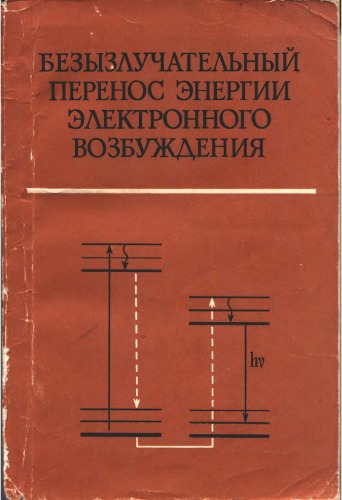 БЕЗЫЗЛУЧАТЕЛЬНЫЙ
ПЕРЕНОС ЭНЕРГИИ
ЭЛЕКТРОННОГО
ВОЗБУЖДЕНИЯ
hν